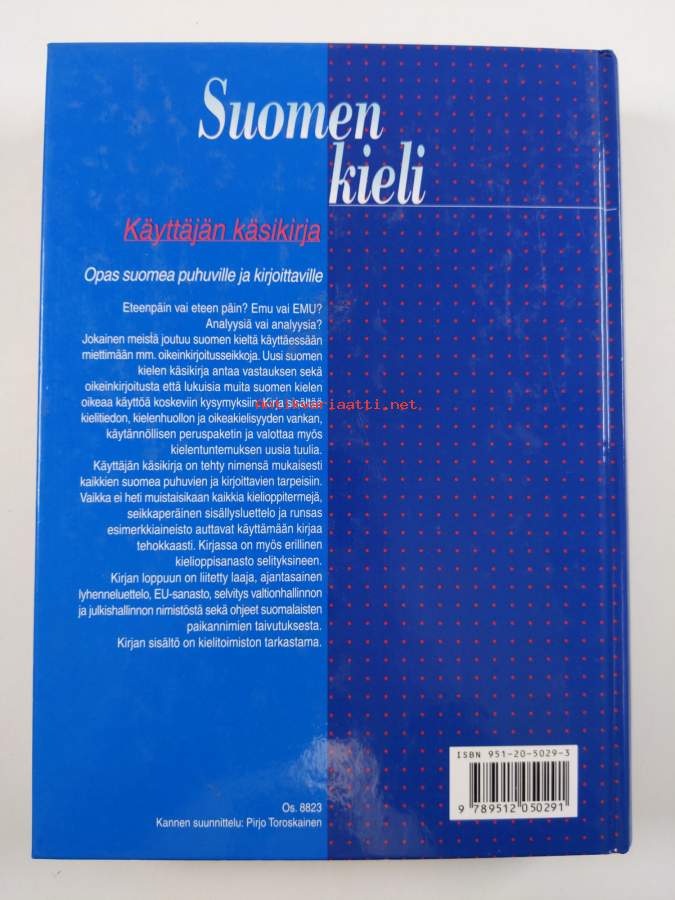 Suomen
kieli
Käyttäjän käsikirja
Opas suomea puhuville ja kirjoittaville
Eteenpäin vai eteen päin? Emu vai EMU?
Analyysiä vai analyysia?
Jokainen meistä joutuu suomen kieltä käyttäessään
miettimään mm. oikeinkirjoitusseikkoja. Uusi suomen
kielen käsikirja antaa vastauksen sekä
oikeinkirjoitusta että lukuisia muita suomen kielen
oikeaa käyttöä koskeviin kysymyksiin. Kirja sisältää
antikvariaatti.net
kielitiedon, kielenhuollon ja oikeakielisyyden vankan,
käytännöllisen peruspaketin ja valottaa myös
kielentuntemuksen uusia tuulia.
Käyttäjän käsikirja on tehty nimensä mukaisesti
kaikkien suomea puhuvien ja kirjoittavien tarpeisiin.
Vaikka ei heti muistaisikaan kaikkia kielioppitermejä,
seikkaperäinen sisällysluettelo ja runsas
esimerkkiaineisto auttavat käyttämään kirjaa
tehokkaasti. Kirjassa on myös erillinen
kielioppisanasto selityksineen.
Kirjan loppuun on liitetty laaja, ajantasainen
lyhenneluettelo, EU-sanasto, selvitys valtionhallinnon
ja julkishallinnon nimistöstä sekä ohjeet suomalaisten
paikannimien taivutuksesta.
Kirjan sisältö on kielitoimiston tarkastama.
ISBN 951-20-5029-3
9 789512 050291
Os. 8823
Kannen suunnittelu: Pirjo Toroskainen